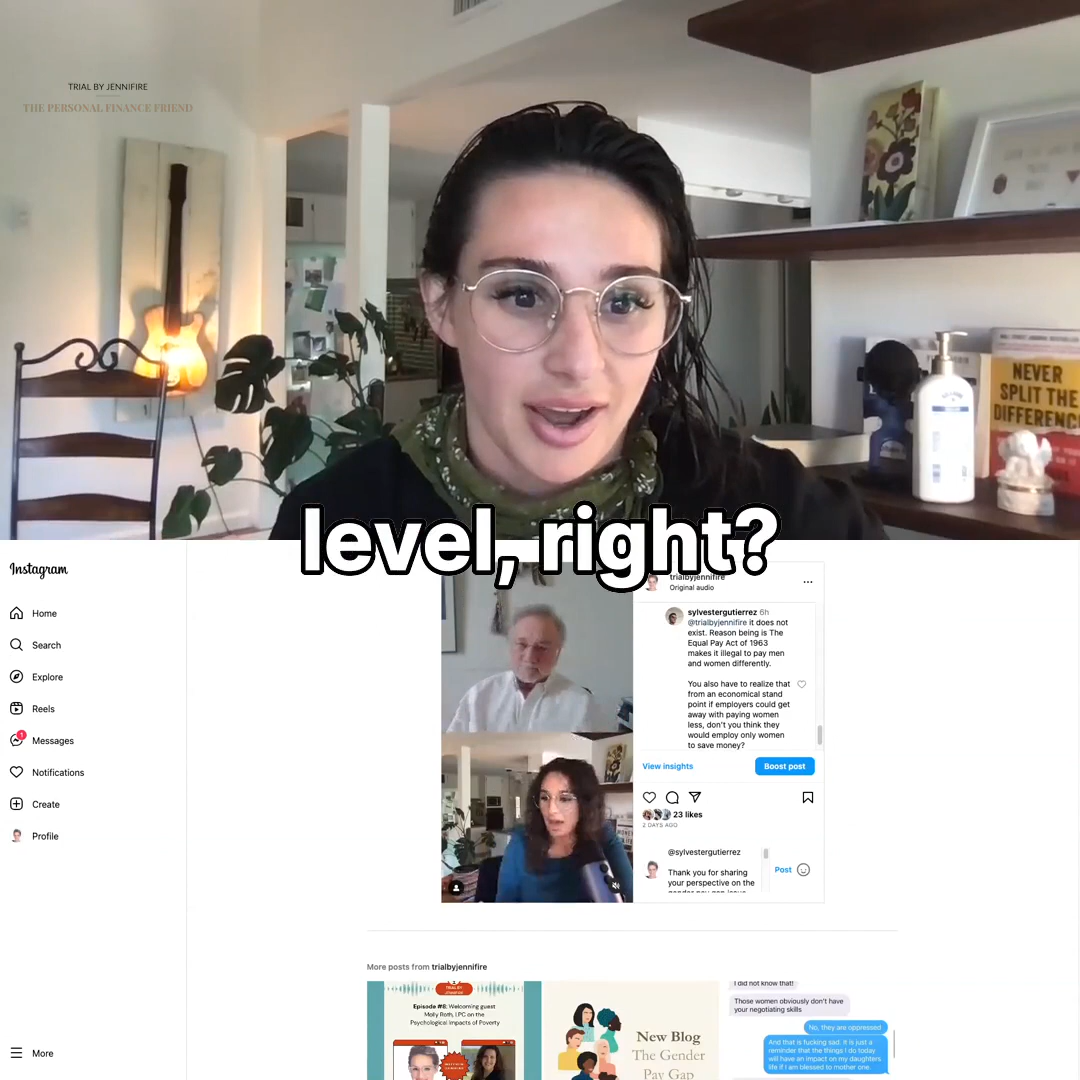 TRIAL BY JENNIFIRE
THE PERSONAL FINANCE FRIEND
NEVER
SPLIT THE
DIFFERENCE
level, right?
Instagram
Home
Search
Explore
Reels
1
Messages
Notifications
Create
Profile
More
trialbyjennifire
Original audio
sylvestergutierrez 6h
@trialbyjennifire it does not
exist. Reason being is The
Equal Pay Act of 1963
makes it illegal to pay men
and women differently.
You also have to realize that
from an economical stand
point if employers could get
away with paying women
less, don't you think they
would employ only women
to save money?
View insights
Boost post
23 likes
2 DAYS AGO
@sylvestergutierrez
Thank you for sharing
your perspective on the
gender pay gap issue
Post
More posts from trialbyjennifire
TRIAL BY
JENNIFIRE
Episode #8: Welcoming guest
Molly Roth, LPC on the
Psychological Impacts of Poverty
New Blog
The Gender
Pay Gap
I did not know that!
Those women obviously don't have
your negotiating skills
No, they are oppressed
And that is fucking sad. It is just a
reminder that the things I do today
will have an impact on my daughters
life if I am blessed to mother one.